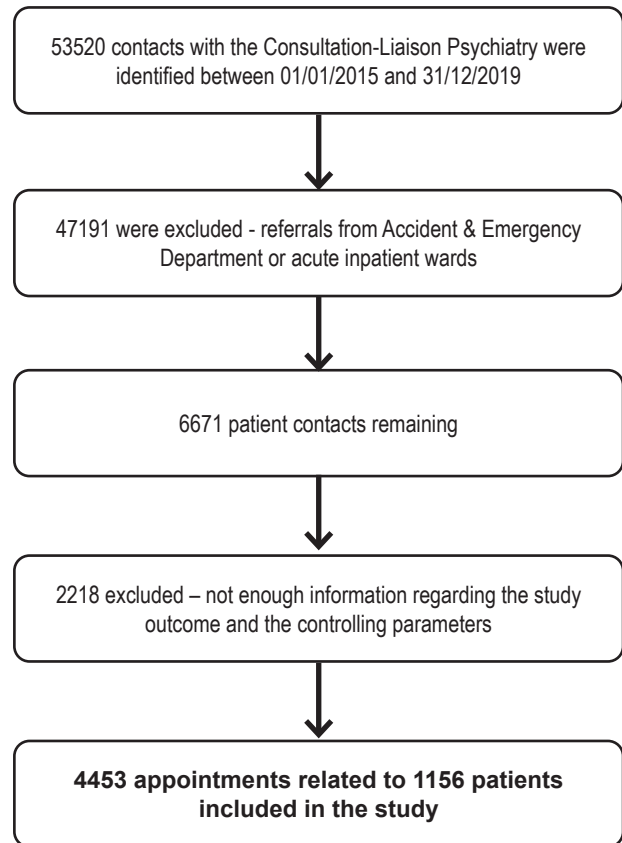 53520 contacts with the Consultation-Liaison Psychiatry were
identified between 01/01/2015 and 31/12/2019
47191 were excluded - referrals from Accident & Emergency
Department or acute inpatient wards
6671 patient contacts remaining
2218 excluded – not enough information regarding the study
outcome and the controlling parameters
4453 appointments related to 1156 patients
included in the study